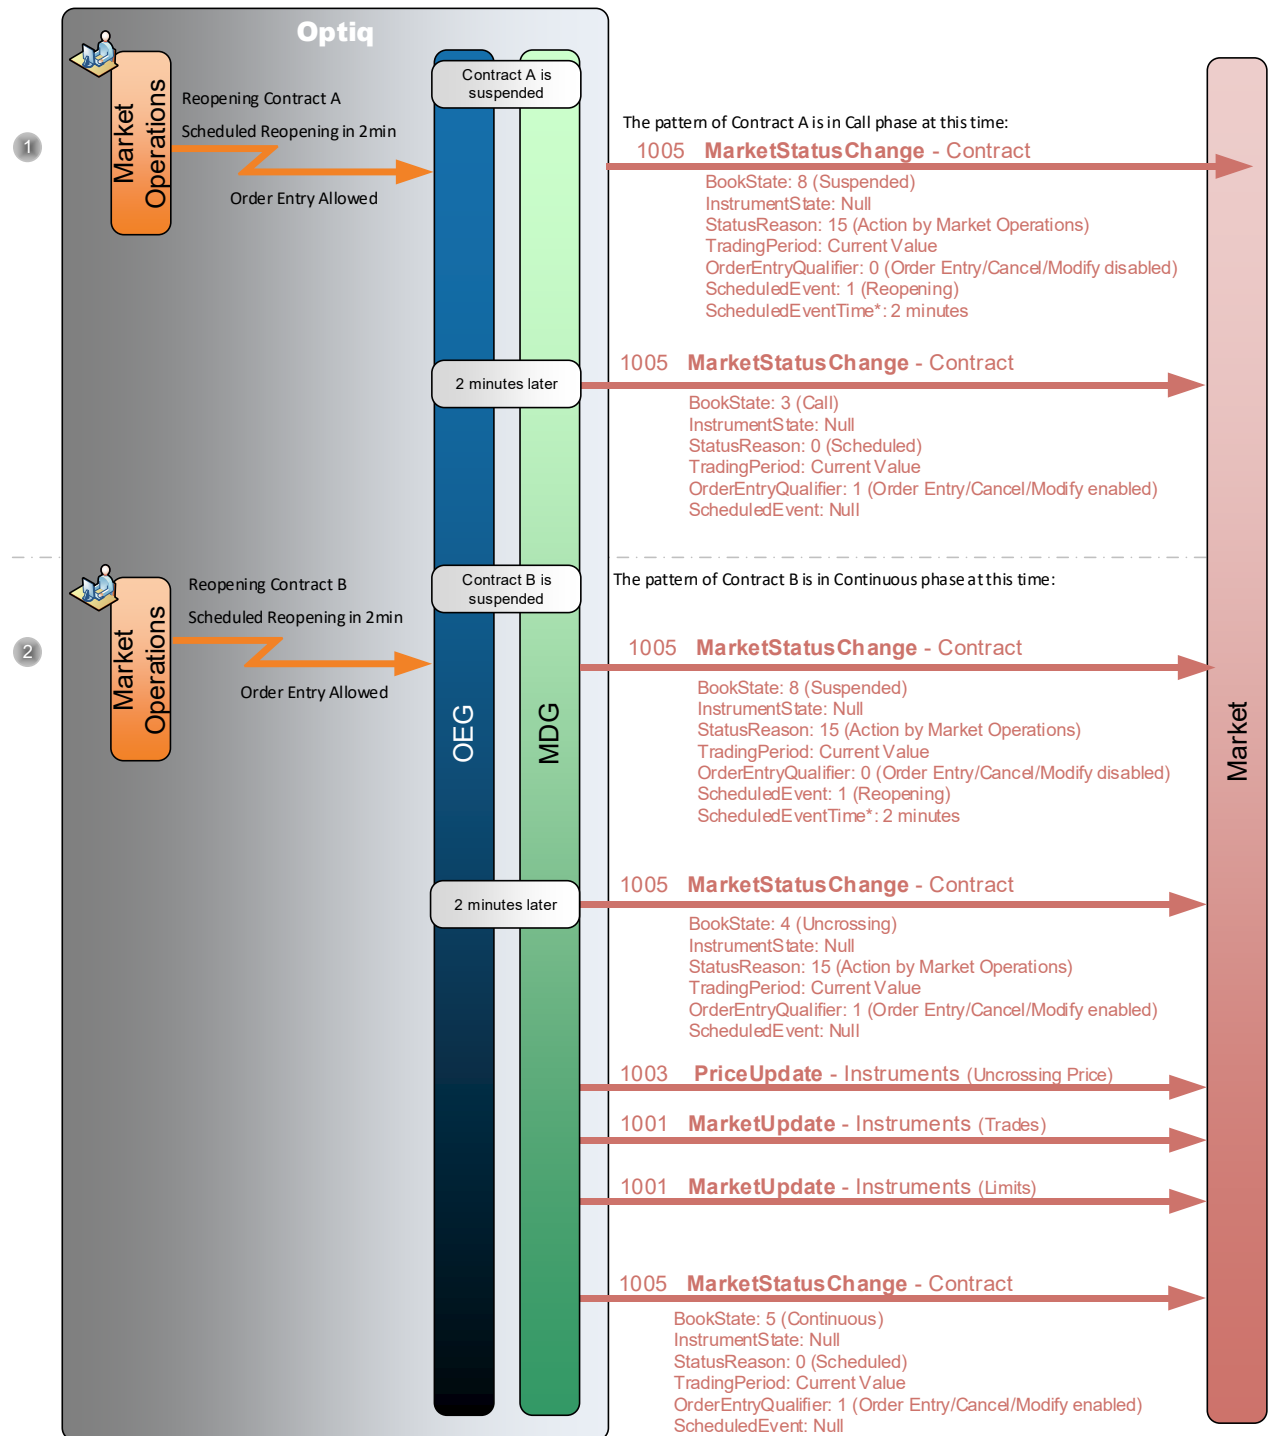 Optiq
Contract A is
suspended
Market
Operations
Reopening Contract A
Scheduled Reopening in 2min
Order Entry Allowed
1
The pattern of Contract A is in Call phase at this time:
1005 MarketStatusChange - Contract
BookState: 8 (Suspended)
InstrumentState: Null
StatusReason: 15 (Action by Market Operations)
TradingPeriod: Current Value
OrderEntryQualifier: 0 (Order Entry/Cancel/Modify disabled)
ScheduledEvent: 1 (Reopening)
ScheduledEventTime*: 2 minutes
2 minutes later
1005 MarketStatusChange - Contract
BookState: 3 (Call)
InstrumentState: Null
StatusReason: 0 (Scheduled)
TradingPeriod: Current Value
OrderEntryQualifier: 1 (Order Entry/Cancel/Modify enabled)
ScheduledEvent: Null
Contract B is
suspended
Market
Operations
Reopening Contract B
Scheduled Reopening in 2min
Order Entry Allowed
2
The pattern of Contract B is in Continuous phase at this time:
1005 MarketStatusChange - Contract
BookState: 8 (Suspended)
InstrumentState: Null
StatusReason: 15 (Action by Market Operations)
TradingPeriod: Current Value
OrderEntryQualifier: 0 (Order Entry/Cancel/Modify disabled)
ScheduledEvent: 1 (Reopening)
ScheduledEventTime*: 2 minutes
OEG
MDG
Market
2 minutes later
1005 MarketStatusChange - Contract
BookState: 4 (Uncrossing)
InstrumentState: Null
StatusReason: 15 (Action by Market Operations)
TradingPeriod: Current Value
OrderEntryQualifier: 1 (Order Entry/Cancel/Modify enabled)
ScheduledEvent: Null
1003 PriceUpdate - Instruments (Uncrossing Price)
1001 MarketUpdate - Instruments (Trades)
1001 MarketUpdate - Instruments (Limits)
1005 MarketStatusChange - Contract
BookState: 5 (Continuous)
InstrumentState: Null
StatusReason: 0 (Scheduled)
TradingPeriod: Current Value
OrderEntryQualifier: 1 (Order Entry/Cancel/Modify enabled)
ScheduledEvent: Null